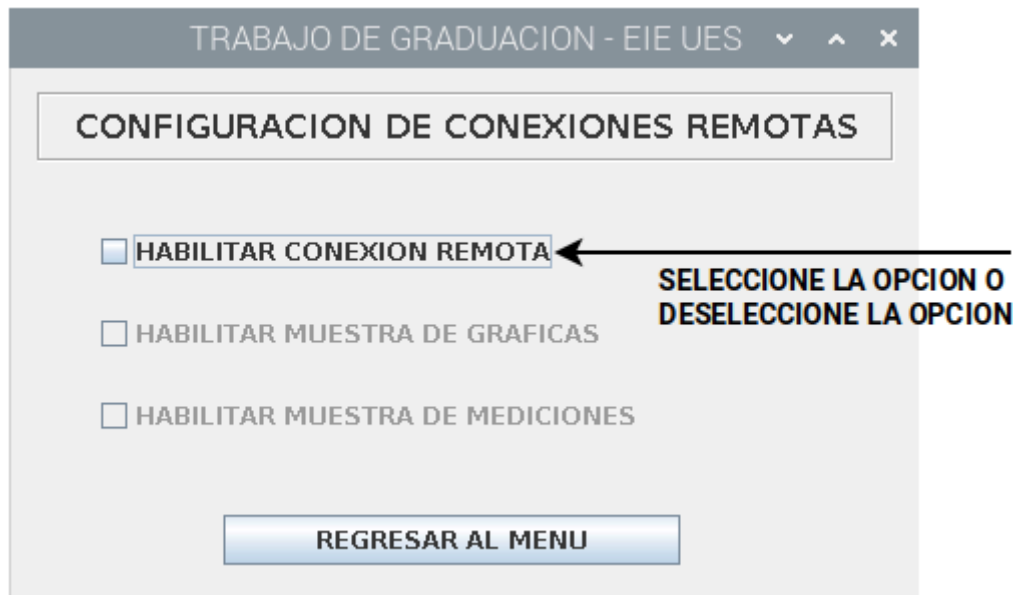 TRABAJO DE GRADUACION - EIE UES
CONFIGURACION DE CONEXIONES REMOTAS
HABILITAR CONEXION REMOTA
SELECCIONE LA OPCION O
DESELECCIONE LA OPCION
HABILITAR MUESTRA DE GRAFICAS
HABILITAR MUESTRA DE MEDICIONES
REGRESAR AL MENU